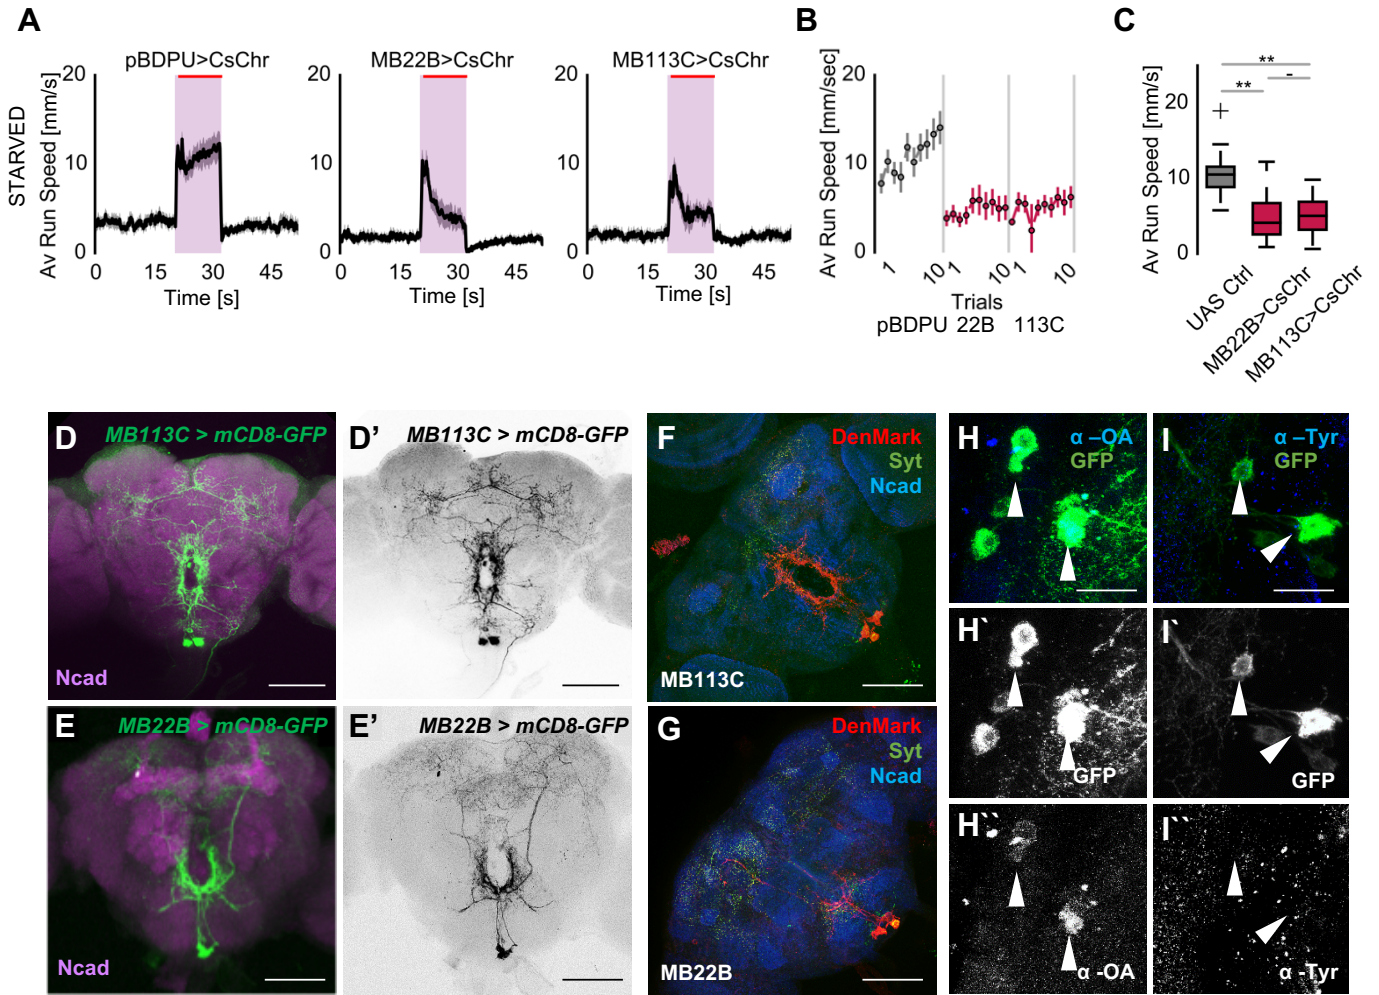 A
STARVED
Av Run Speed [mm/s]
pBDPU>CsChr
20
10
0
0 15 30 45
Time [s]
MB22B>CsChr
20
10
0
0 15 30 45
Time [s]
MB113C>CsChr
20
10
0
0 15 30 45
Time [s]
B
Av Run Speed [mm/sec]
20
10
0
1 10 1 10 1 10
Trials
pBDPU 22B 113C
C
Av Run Speed [mm/s]
20
10
0
**
** -
UAS Ctrl
MB22B>CsChr
MB113C>CsChr
D MB113C > mCD8-GFP
Ncad
D' MB113C > mCD8-GFP
E MB22B > mCD8-GFP
Ncad
E' MB22B > mCD8-GFP
F DenMark
Syt
Ncad
MB113C
G DenMark
Syt
Ncad
MB22B
H α –OA
GFP
H`
GFP
H``
α -OA
I α –Tyr
GFP
I`
GFP
I``
α -Tyr